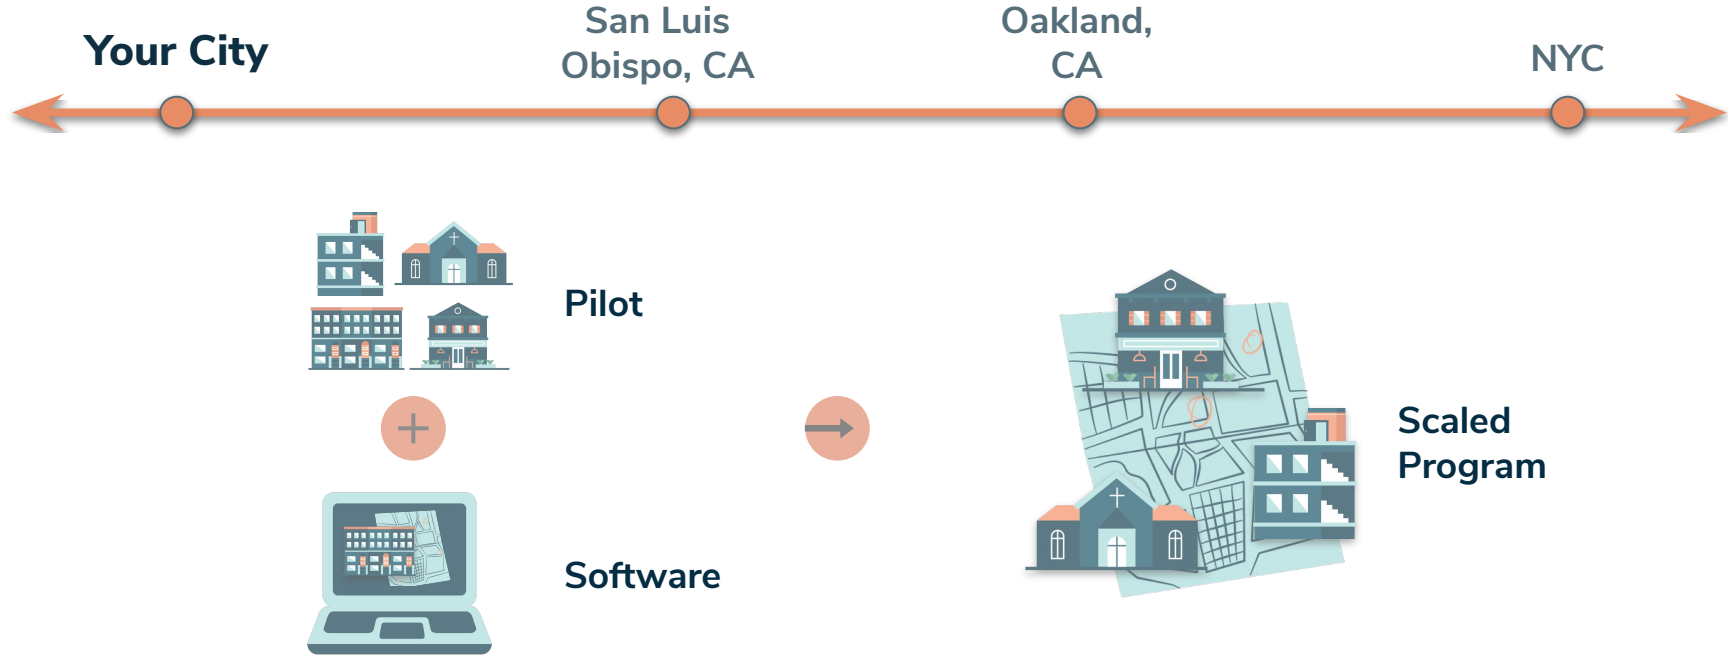 Your City
San Luis
Obispo, CA
Oakland,
CA
NYC
Pilot
Scaled
Program
Software